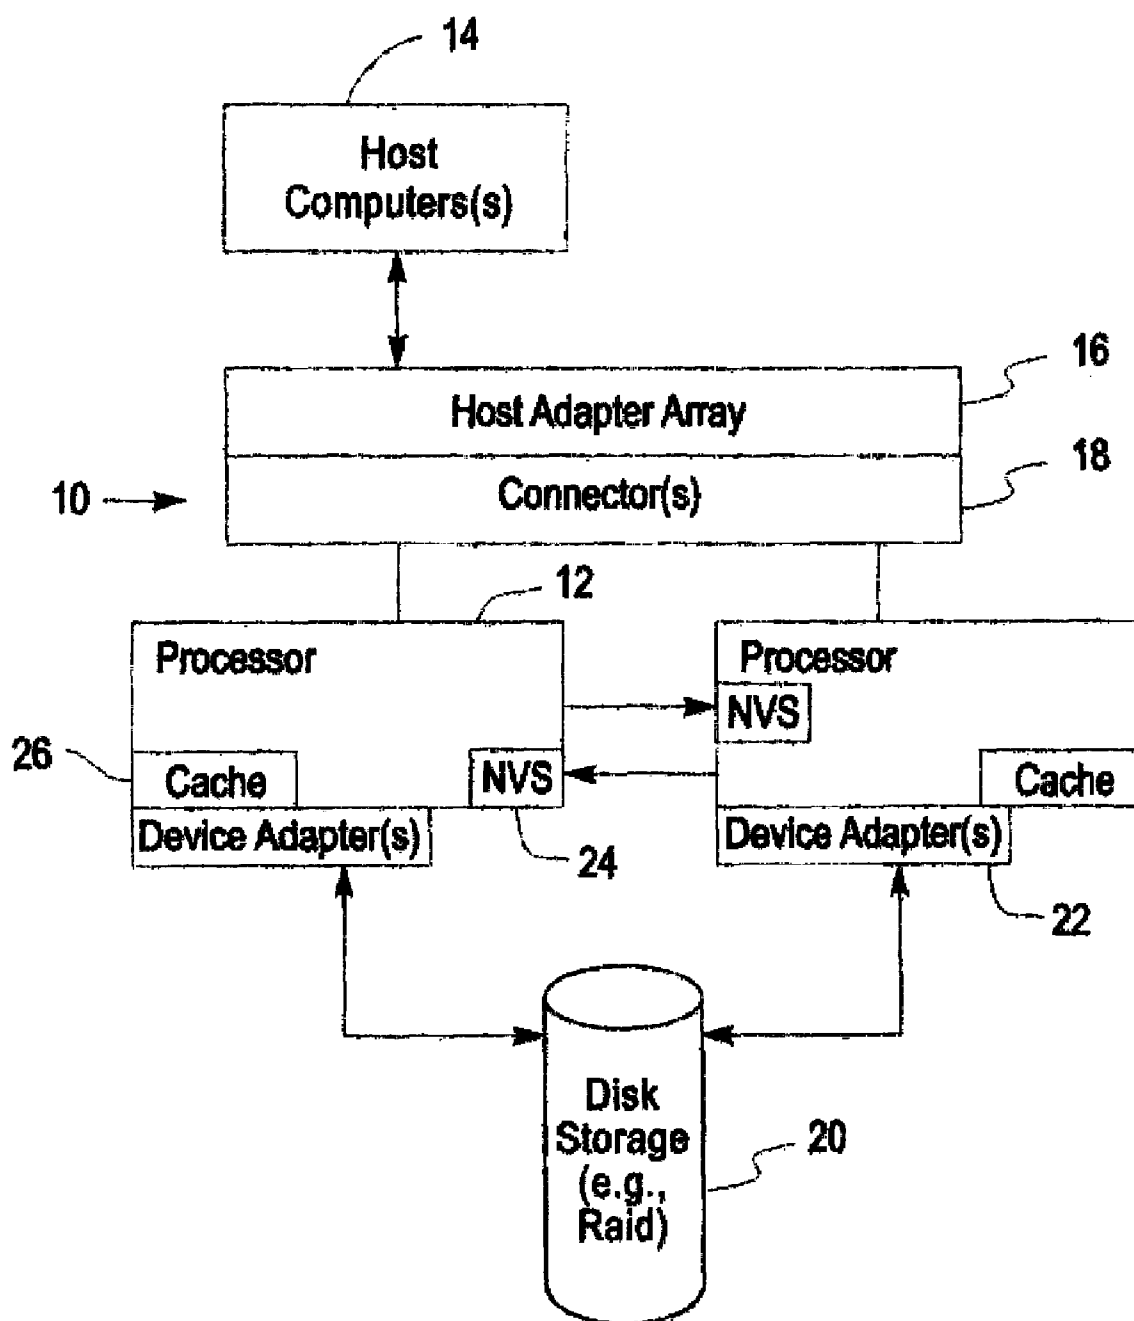 14
Host
Computers(s)
16
Host Adapter Array
18
Connector(s)
10
12
Processor
Processor
NVS
26
Cache
NVS
Cache
Device Adapter(s)
Device Adapter(s)
24
22
Disk
Storage
(e.g.,
Raid)
20